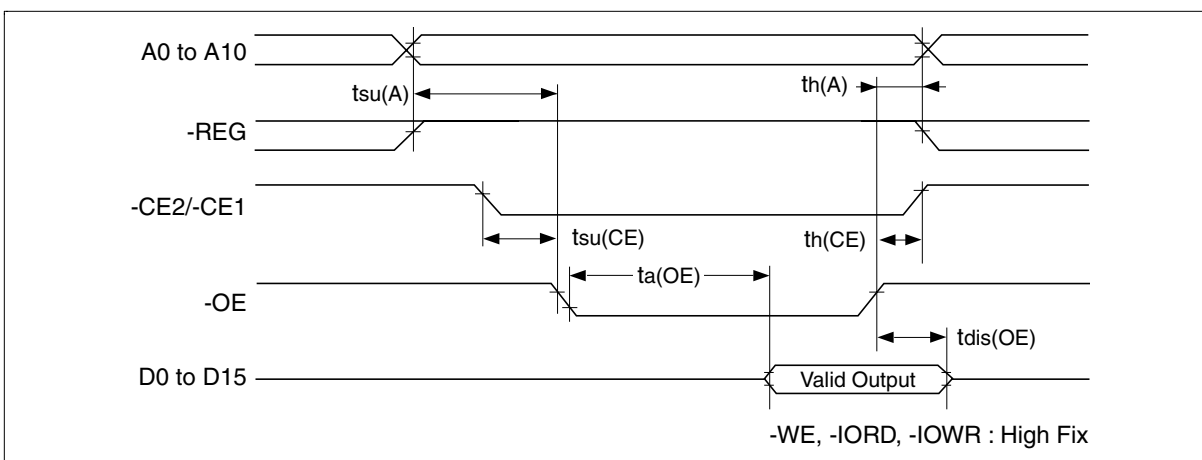 A0 to A10
tsu(A)
th(A)
-REG
-CE2/-CE1
tsu(CE)
th(CE)
ta(OE)
-OE
tdis(OE)
D0 to D15
Valid Output
-WE, -IORD, -IOWR : High Fix